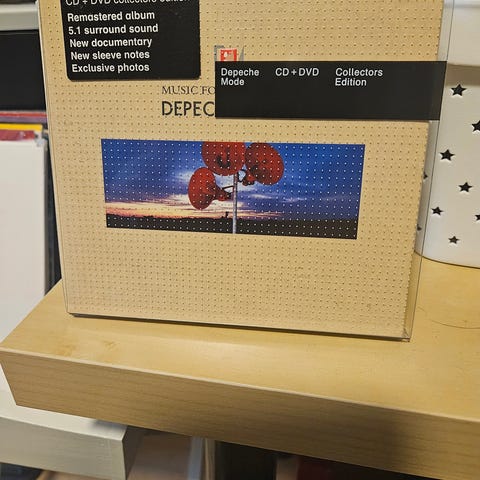 CD + DVD collectors edition
Remastered album
5.1 surround sound
New documentary
New sleeve notes
Exclusive photos
Depeche Mode CD + DVD Collectors Edition
MUSIC FO
DEPEC